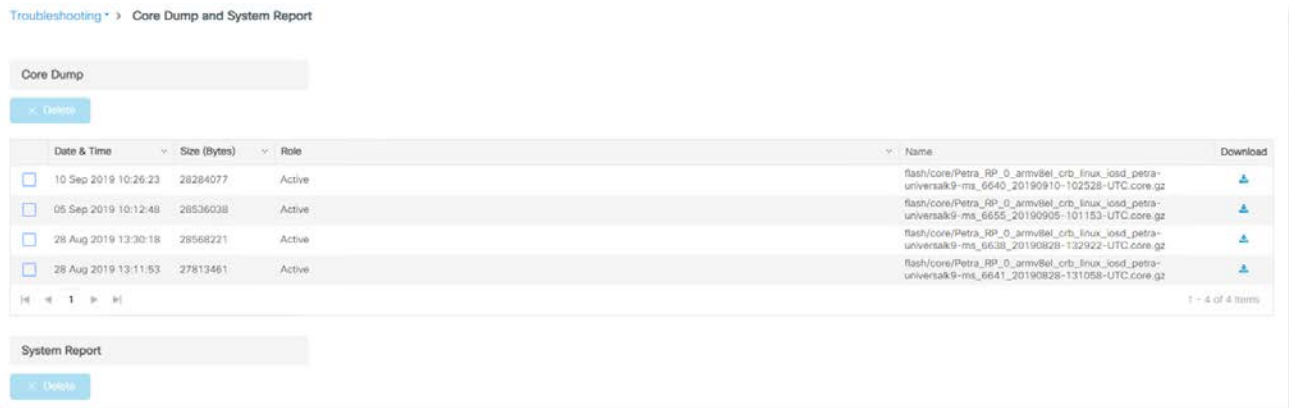 Troubleshooting > Core Dump and System Report
Core Dump
× Delete
Date & Time Size (Bytes) Role Name Download
10 Sep 2019 10:26:23 28284077 Active flash/core/Petra_RP_0_armv8el_crb_linux_iosd_petra-
universalk9-ms_6640_20190910-102528-UTC.core.gz
05 Sep 2019 10:12:48 28536038 Active flash/core/Petra_RP_0_armv8el_crb_linux_iosd_petra-
universalk9-ms_6655_20190905-101153-UTC.core.gz
28 Aug 2019 13:30:18 28568221 Active flash/core/Petra_RP_0_armv8el_crb_linux_iosd_petra-
universalk9-ms_6638_20190828-132922-UTC.core.gz
28 Aug 2019 13:11:53 27813461 Active flash/core/Petra_RP_0_armv8el_crb_linux_iosd_petra-
universalk9-ms_6641_20190828-131058-UTC.core.gz
1 1 - 4 of 4 items
System Report
× Delete